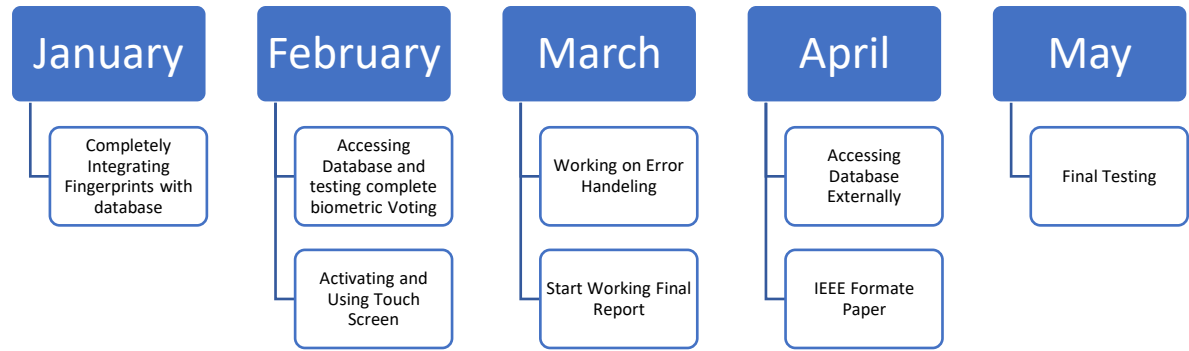 January
Completely
Integrating
Fingerprints with
database
February
Accessing
Database and
testing complete
biometric Voting
Activating and
Using Touch
Screen
March
Working on Error
Handeling
Start Working Final
Report
April
Accessing
Database
Externally
IEEE Formate
Paper
May
Final Testing